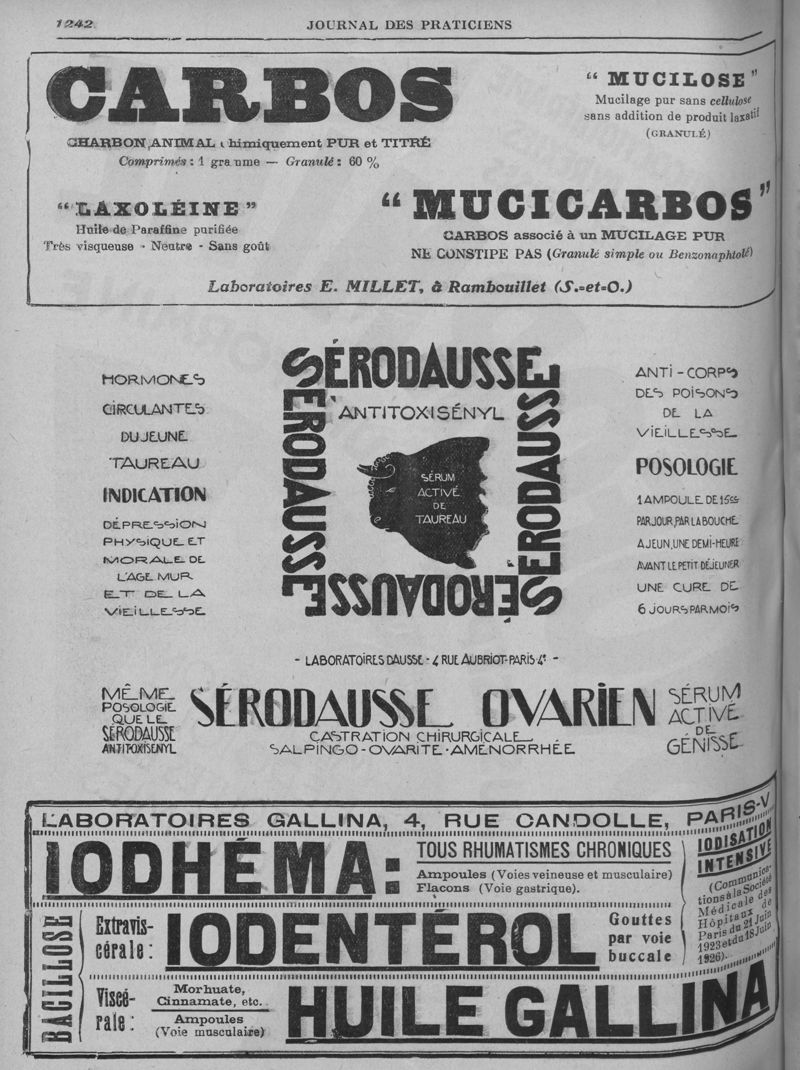 1242
JOURNAL DES PRATICIENS
CARBOS
CHARBON ANIMAL chimiquement PUR et TITRÉ
Comprimés : 1 gramme — Granulé : 60 %
“ MUCILOSE ”
Mucilage pur sans cellulose
sans addition de produit laxatif
(GRANULÉ)
“ LAXOLÉINE ”
Huile de Paraffine purifiée
Très visqueuse - Neutre - Sans goût
“ MUCICARBOS ”
CARBOS associé à un MUCILAGE PUR
NE CONSTIPE PAS (Granulé simple ou Benzonaphtolé)
Laboratoires E. MILLET, à Rambouillet (S.-et-O.)
HORMONES
CIRCULANTES
DU JEUNE
TAUREAU
INDICATION
DÉPRESSION
PHYSIQUE ET
MORALE DE
L'AGE MUR
ET DE LA
VIEILLESSE
SÉRODAUSSE
SÉRODAUSSE
SÉRODAUSSE
SÉRODAUSSE
ANTITOXISÉNYL
SÉRUM
ACTIVÉ
DE
TAUREAU
ANTI-CORPS
DES POISONS
DE LA
VIEILLESSE
POSOLOGIE
1 AMPOULE DE 15cc
PAR JOUR, PAR LA BOUCHE
A JEUN, UNE DEMI-HEURE
AVANT LE PETIT DÉJEUNER
UNE CURE DE
6 JOURS PAR MOIS
- LABORATOIRES DAUSSE - 4 RUE AUBRIOT - PARIS 4e -
MÊME
POSOLOGIE
QUE LE
SÉRODAUSSE
ANTITOXISENYL
SÉRODAUSSE OVARIEN
CASTRATION CHIRURGICALE
SALPINGO-OVARITE-AMÉNORRHÉE
SÉRUM
ACTIVÉ
DE
GÉNISSE
LABORATOIRES GALLINA, 4, RUE CANDOLLE, PARIS-V
IODHÉMA :
TOUS RHUMATISMES CHRONIQUES
Ampoules (Voies veineuse et musculaire)
Flacons (Voie gastrique).
IODISATION
INTENSIVE
(Communica-
tions à la Société
Médicale des
Hôpitaux de
Paris du 21 Juin
1923 et du 18 Juin
1926).
BACILLOSE
Extravis-
cérale :
IODENTÉROL
Gouttes
par voie
buccale
Viscé-
rale :
Morhuate,
Cinnamate, etc.
Ampoules
(Voie musculaire)
HUILE GALLINA